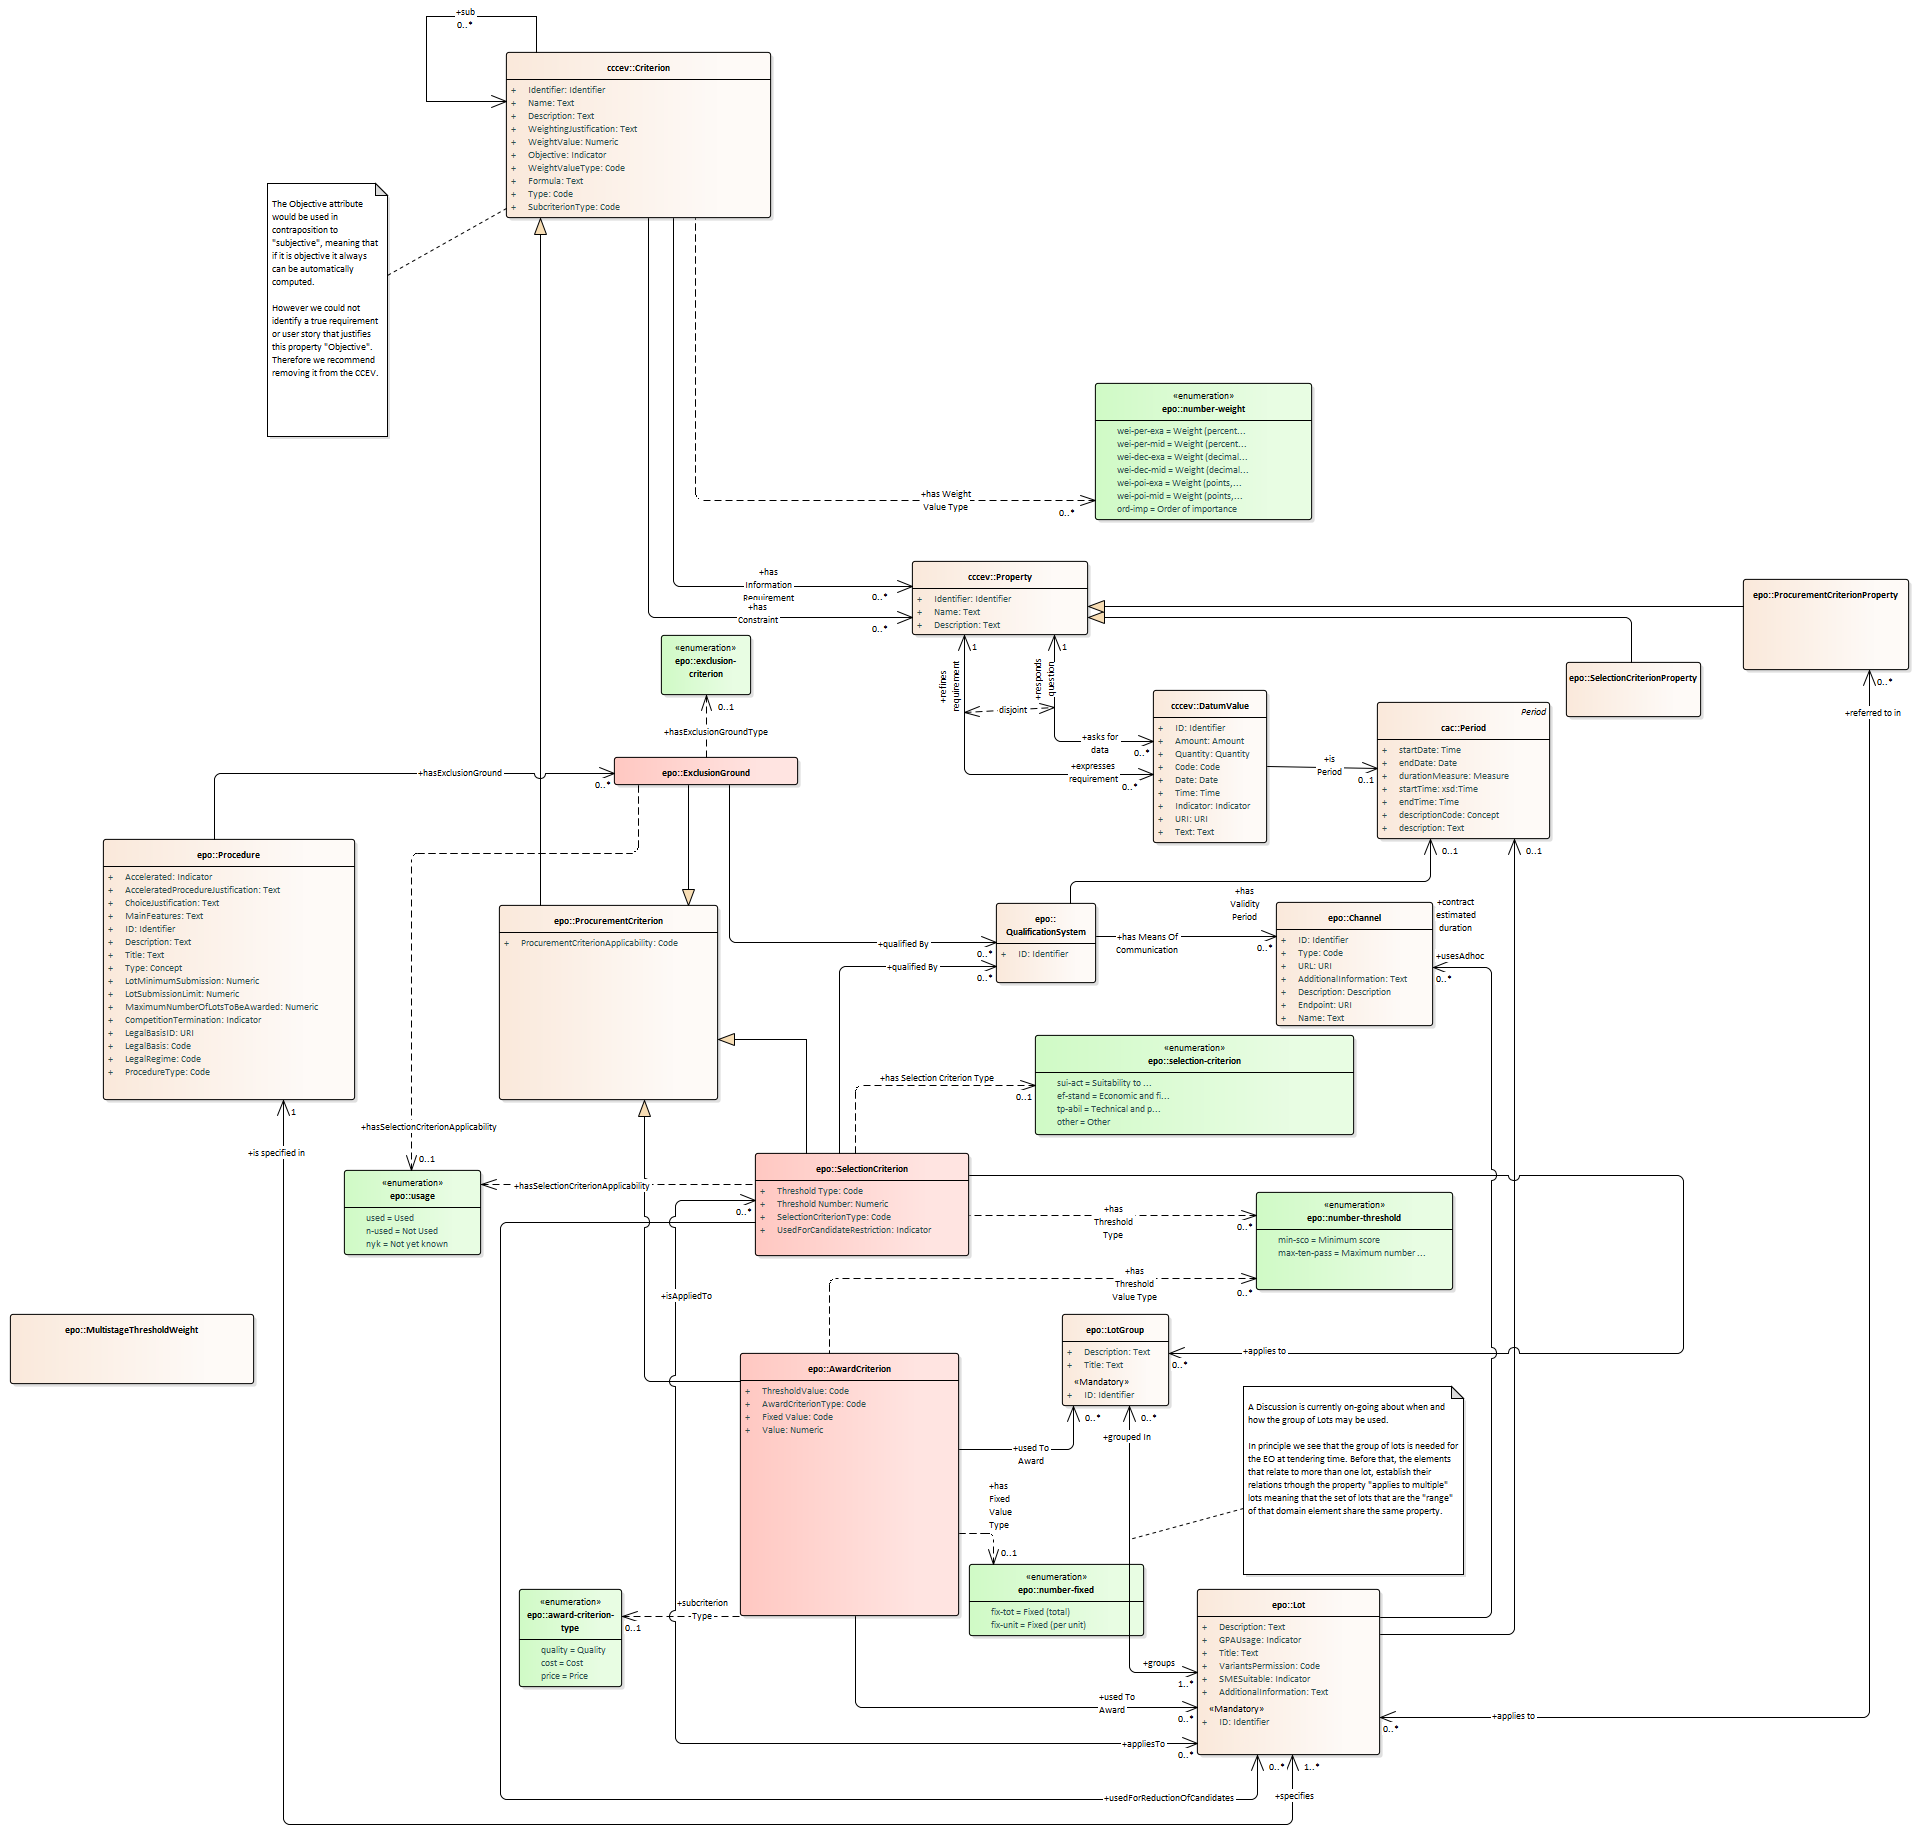 +sub
0..*
cccev::Criterion
+ Identifier: Identifier
+ Name: Text
+ Description: Text
+ WeightingJustification: Text
+ WeightValue: Numeric
+ Objective: Indicator
+ WeightValueType: Code
+ Formula: Text
+ Type: Code
+ SubcriterionType: Code
The Objective attribute
would be used in
contraposition to
"subjective", meaning that
if it is objective it always
can be automatically
computed.
However we could not
identify a true requirement
or user story that justifies
this property "Objective".
Therefore we recommend
removing it from the CCEV.
«enumeration»
epo::number-weight
wei-per-exa = Weight (percent...
wei-per-mid = Weight (percent...
wei-dec-exa = Weight (decimal...
wei-dec-mid = Weight (decimal...
wei-poi-exa = Weight (points,...
wei-poi-mid = Weight (points,...
ord-imp = Order of importance
+has Weight
Value Type
0..*
+has
Information
Requirement
0..*
+has
Constraint
0..*
cccev::Property
+ Identifier: Identifier
+ Name: Text
+ Description: Text
epo::ProcurementCriterionProperty
0..*
+referred to in
epo::SelectionCriterionProperty
«enumeration»
epo::exclusion-
criterion
0..1
+hasExclusionGroundType
1
+refines
requirement
1
+responds
question
disjoint
+asks for
data
0..*
+expresses
requirement
0..*
cccev::DatumValue
+ ID: Identifier
+ Amount: Amount
+ Quantity: Quantity
+ Code: Code
+ Date: Date
+ Time: Time
+ Indicator: Indicator
+ URI: URI
+ Text: Text
+is
Period
0..1
Period
cac::Period
+ startDate: Time
+ endDate: Date
+ durationMeasure: Measure
+ startTime: xsd:Time
+ endTime: Time
+ descriptionCode: Concept
+ description: Text
0..1
0..1
+hasExclusionGround
0..*
epo::ExclusionGround
epo::Procedure
+ Accelerated: Indicator
+ AcceleratedProcedureJustification: Text
+ ChoiceJustification: Text
+ MainFeatures: Text
+ ID: Identifier
+ Description: Text
+ Title: Text
+ Type: Concept
+ LotMinimumSubmission: Numeric
+ LotSubmissionLimit: Numeric
+ MaximumNumberOfLotsToBeAwarded: Numeric
+ CompetitionTermination: Indicator
+ LegalBasisID: URI
+ LegalBasis: Code
+ LegalRegime: Code
+ ProcedureType: Code
epo::ProcurementCriterion
+ ProcurementCriterionApplicability: Code
+qualified By
0..*
+qualified By
0..*
epo::
QualificationSystem
+ ID: Identifier
+has Means Of
Communication
0..*
+has
Validity
Period
epo::Channel
+ ID: Identifier
+ Type: Code
+ URL: URI
+ AdditionalInformation: Text
+ Description: Description
+ Endpoint: URI
+ Name: Text
+contract
estimated
duration
+usesAdhoc
0..*
«enumeration»
epo::selection-criterion
sui-act = Suitability to ...
ef-stand = Economic and fi...
tp-abil = Technical and p...
other = Other
+has Selection Criterion Type
0..1
1
+is specified in
+hasSelectionCriterionApplicability
0..1
«enumeration»
epo::usage
used = Used
n-used = Not Used
nyk = Not yet known
+hasSelectionCriterionApplicability
epo::SelectionCriterion
+ Threshold Type: Code
+ Threshold Number: Numeric
+ SelectionCriterionType: Code
+ UsedForCandidateRestriction: Indicator
0..*
+has
Threshold
Type
0..*
«enumeration»
epo::number-threshold
min-sco = Minimum score
max-ten-pass = Maximum number ...
+has
Threshold
Value Type
0..*
+isAppliedTo
epo::MultistageThresholdWeight
epo::LotGroup
+ Description: Text
+ Title: Text
«Mandatory»
+ ID: Identifier
+applies to
0..*
epo::AwardCriterion
+ ThresholdValue: Code
+ AwardCriterionType: Code
+ Fixed Value: Code
+ Value: Numeric
0..*
0..*
+grouped In
+used To
Award
A Discussion is currently on-going about when and
how the group of Lots may be used.
In principle we see that the group of lots is needed for
the EO at tendering time. Before that, the elements
that relate to more than one lot, establish their
relations trhough the property "applies to multiple"
lots meaning that the set of lots that are the "range"
of that domain element share the same property.
+has
Fixed
Value
Type
0..1
«enumeration»
epo::number-fixed
fix-tot = Fixed (total)
fix-unit = Fixed (per unit)
«enumeration»
epo::award-criterion-
type
quality = Quality
cost = Cost
price = Price
+subcriterion
Type
0..1
epo::Lot
+ Description: Text
+ GPAUsage: Indicator
+ Title: Text
+ VariantsPermission: Code
+ SMESuitable: Indicator
+ AdditionalInformation: Text
«Mandatory»
+ ID: Identifier
+groups
1..*
+used To
Award
0..*
+appliesTo
0..*
+applies to
0..*
0..*
1..*
+usedForReductionOfCandidates
+specifies